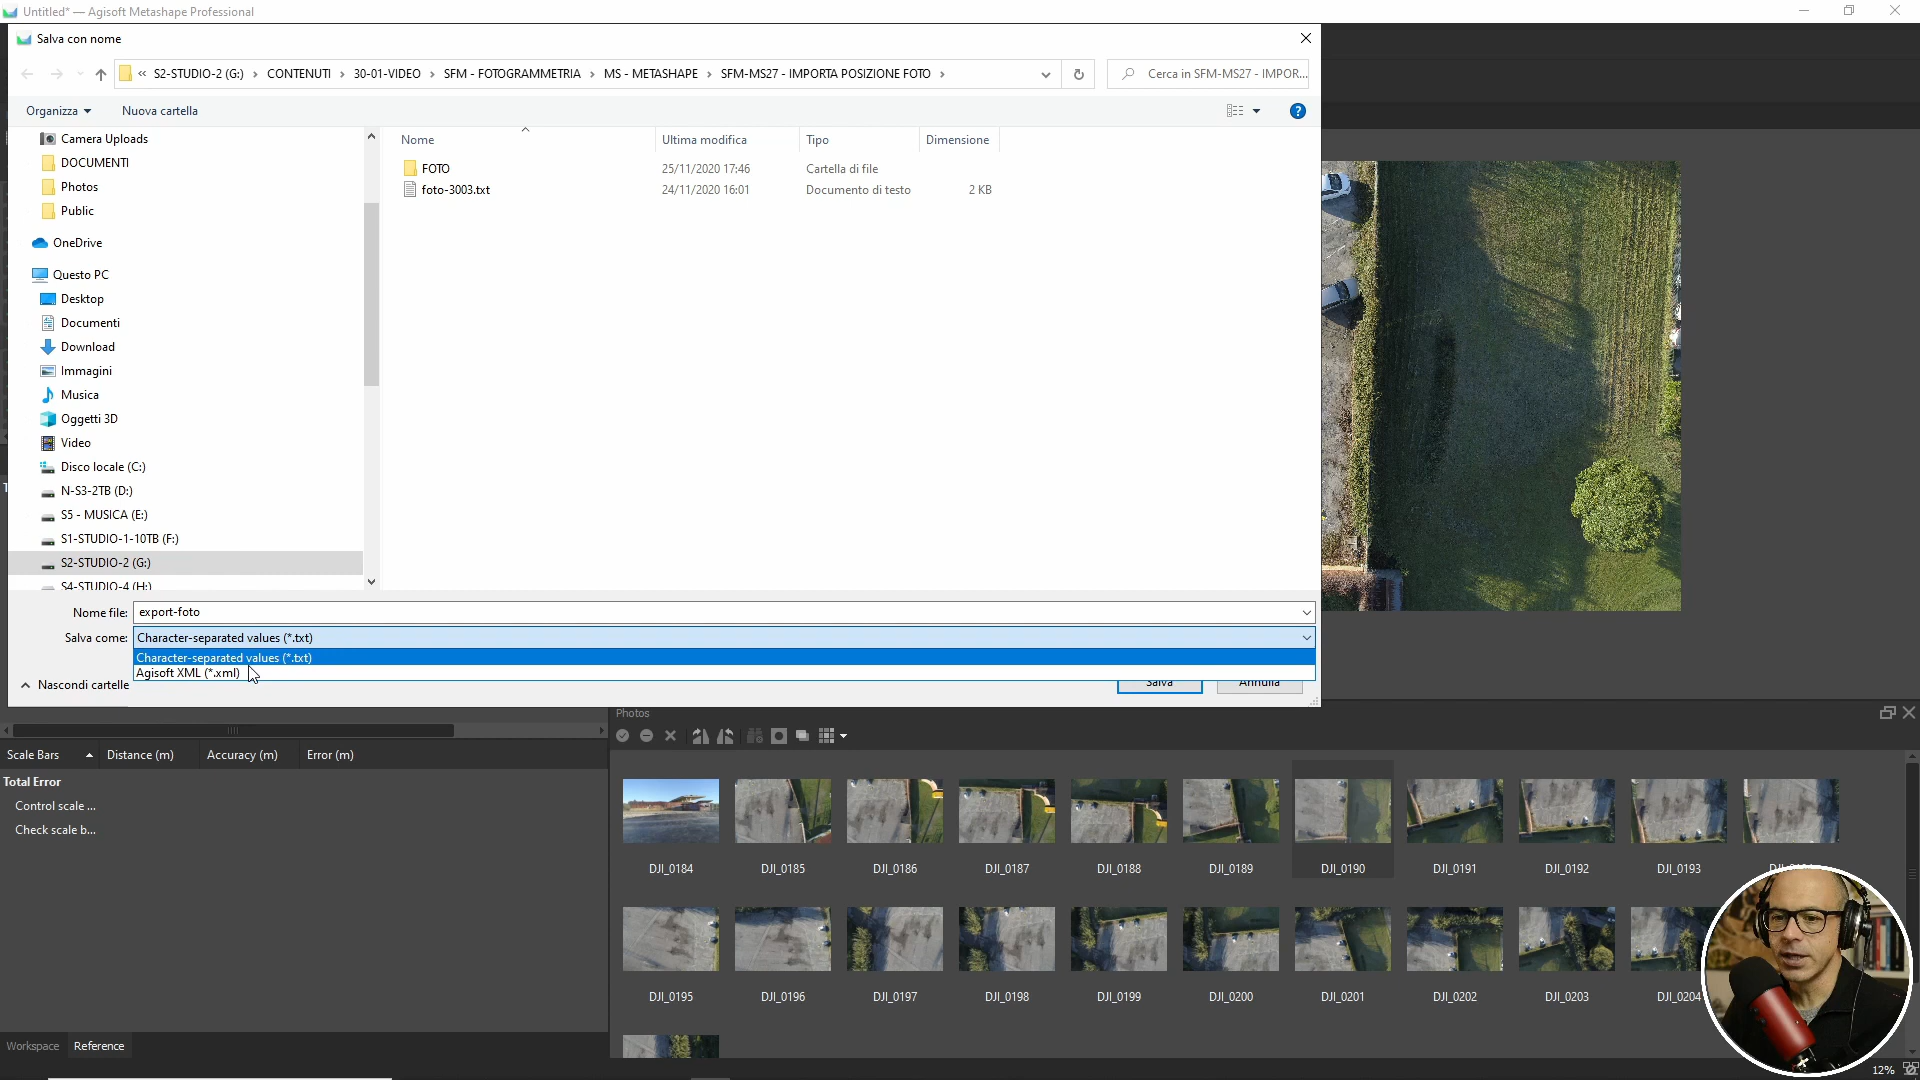 Untitled* — Agisoft Metashape Professional
Salva con nome
« S2-STUDIO-2 (G:) › CONTENUTI › 30-01-VIDEO › SFM - FOTOGRAMMETRIA › MS - METASHAPE › SFM-MS27 - IMPORTA POSIZIONE FOTO ›
Cerca in SFM-MS27 - IMPOR...
Organizza
Nuova cartella
Camera Uploads
DOCUMENTI
Photos
Public
OneDrive
Questo PC
Desktop
Documenti
Download
Immagini
Musica
Oggetti 3D
Video
Disco locale (C:)
N-S3-2TB (D:)
S5 - MUSICA (E:)
S1-STUDIO-1-10TB (F:)
S2-STUDIO-2 (G:)
S4-STUDIO-4 (H:)
Nome Ultima modifica Tipo Dimensione
FOTO 25/11/2020 17:46 Cartella di file
foto-3003.txt 24/11/2020 16:01 Documento di testo 2 KB
Nome file: export-foto
Salva come: Character-separated values (*.txt)
Character-separated values (*.txt)
Agisoft XML (*.xml)
Nascondi cartelle
Salva
Annulla
Photos
Scale Bars Distance (m) Accuracy (m) Error (m)
Total Error
Control scale ...
Check scale b...
DJI_0184 DJI_0185 DJI_0186 DJI_0187 DJI_0188 DJI_0189 DJI_0190 DJI_0191 DJI_0192 DJI_0193
DJI_0195 DJI_0196 DJI_0197 DJI_0198 DJI_0199 DJI_0200 DJI_0201 DJI_0202 DJI_0203 DJI_0204
Workspace Reference
12%